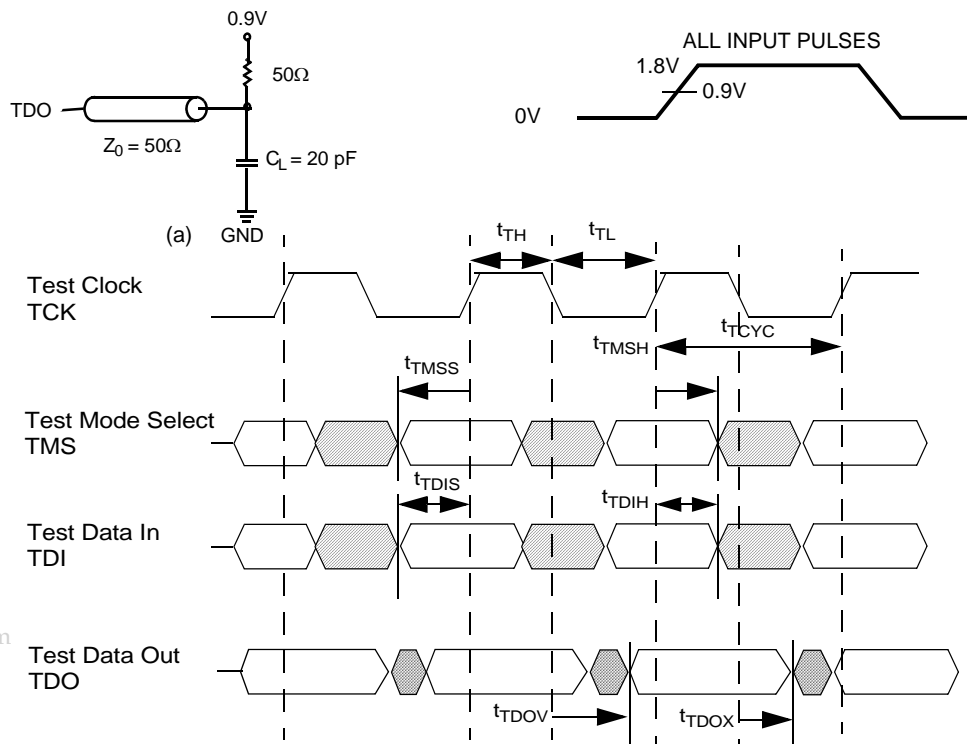 0.9V
ALL INPUT PULSES
50Ω
1.8V
0.9V
TDO
0V
Z0 = 50Ω
CL = 20 pF
(a)
GND
tTH
tTL
Test Clock
TCK
tTCYC
tTMSH
tTMSS
Test Mode Select
TMS
tTDIS
tTDIH
Test Data In
TDI
m
Test Data Out
TDO
tTDOV
tTDOX